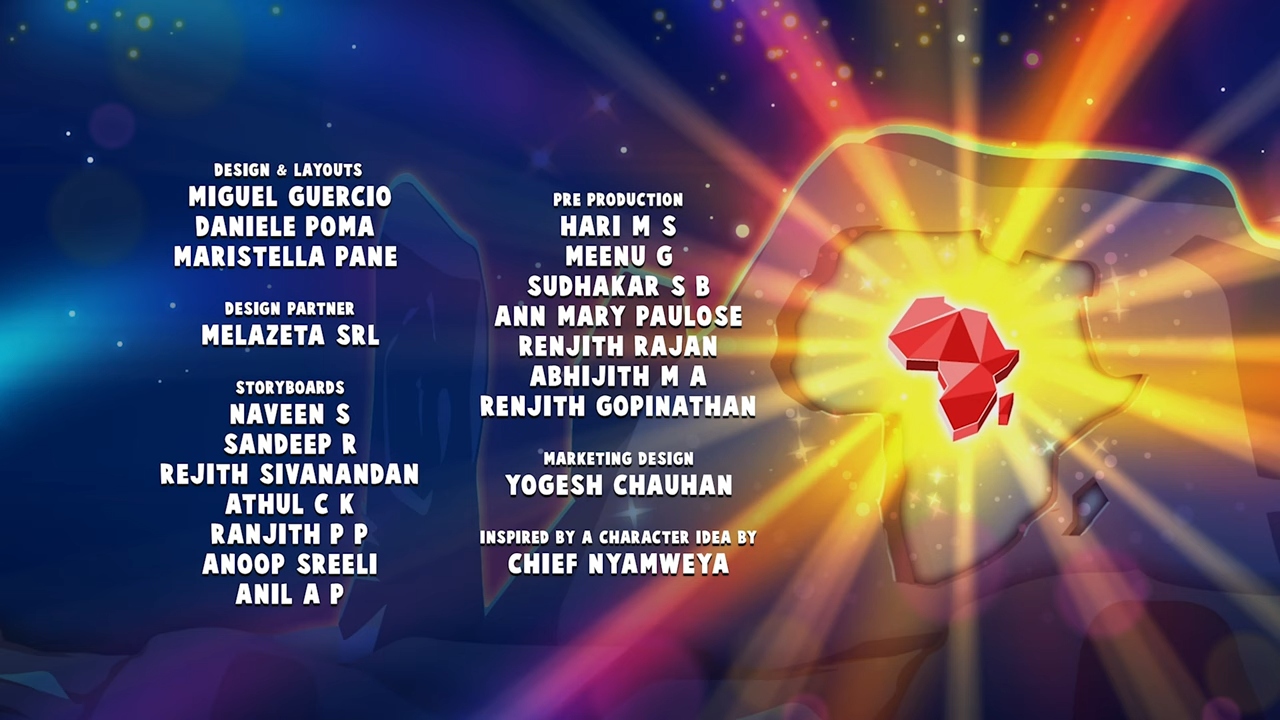 DESIGN & LAYOUTS
MIGUEL GUERCIO
DANIELE POMA
MARISTELLA PANE
DESIGN PARTNER
MELAZETA SRL
STORYBOARDS
NAVEEN S
SANDEEP R
REJITH SIVANANDAN
ATHUL C K
RANJITH P P
ANOOP SREELI
ANIL A P
PRE PRODUCTION
HARI M S
MEENU G
SUDHAKAR S B
ANN MARY PAULOSE
RENJITH RAJAN
ABHIJITH M A
RENJITH GOPINATHAN
MARKETING DESIGN
YOGESH CHAUHAN
INSPIRED BY A CHARACTER IDEA BY
CHIEF NYAMWEYA